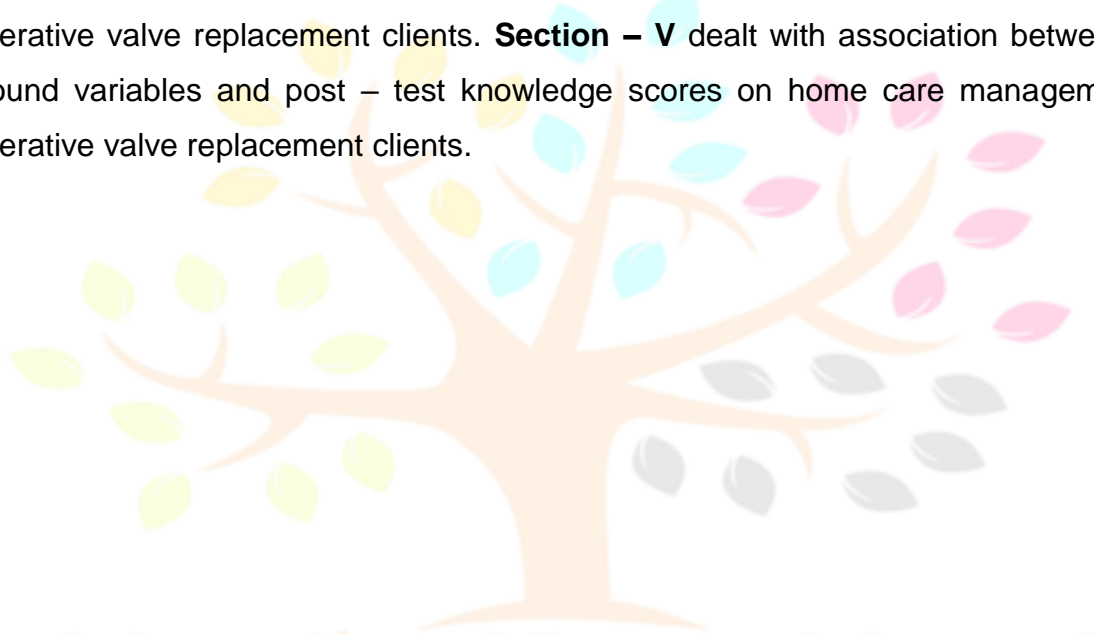 erative valve replacement clients. Section – V dealt with association betwe
ound variables and post – test knowledge scores on home care managem
erative valve replacement clients.